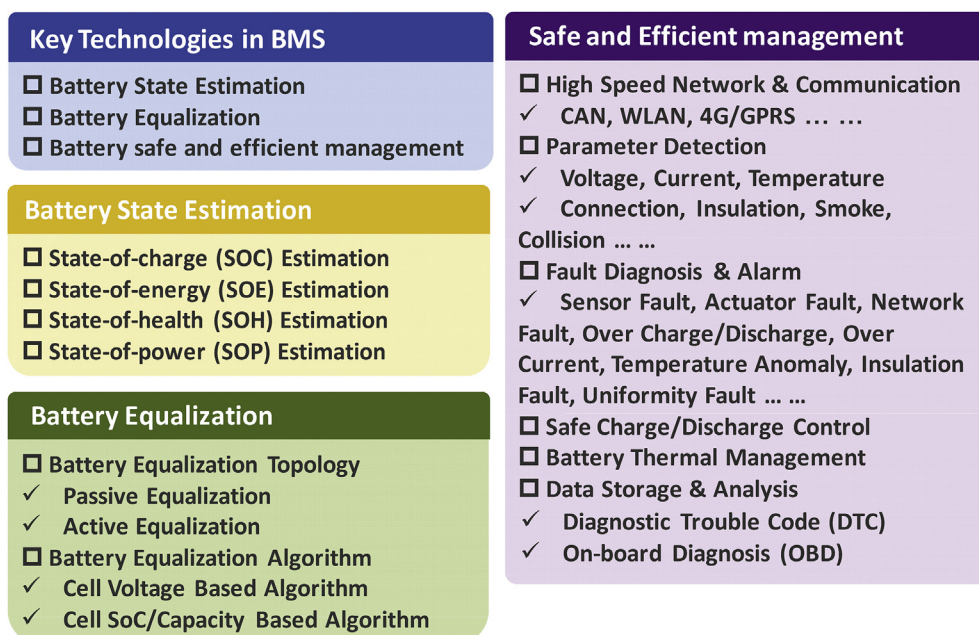 Key Technologies in BMS
☐ Battery State Estimation
☐ Battery Equalization
☐ Battery safe and efficient management
Battery State Estimation
☐ State-of-charge (SOC) Estimation
☐ State-of-energy (SOE) Estimation
☐ State-of-health (SOH) Estimation
☐ State-of-power (SOP) Estimation
Battery Equalization
☐ Battery Equalization Topology
✓ Passive Equalization
✓ Active Equalization
☐ Battery Equalization Algorithm
✓ Cell Voltage Based Algorithm
✓ Cell SoC/Capacity Based Algorithm
Safe and Efficient management
☐ High Speed Network & Communication
✓ CAN, WLAN, 4G/GPRS … …
☐ Parameter Detection
✓ Voltage, Current, Temperature
✓ Connection, Insulation, Smoke,
Collision … …
☐ Fault Diagnosis & Alarm
✓ Sensor Fault, Actuator Fault, Network
Fault, Over Charge/Discharge, Over
Current, Temperature Anomaly, Insulation
Fault, Uniformity Fault … …
☐ Safe Charge/Discharge Control
☐ Battery Thermal Management
☐ Data Storage & Analysis
✓ Diagnostic Trouble Code (DTC)
✓ On-board Diagnosis (OBD)